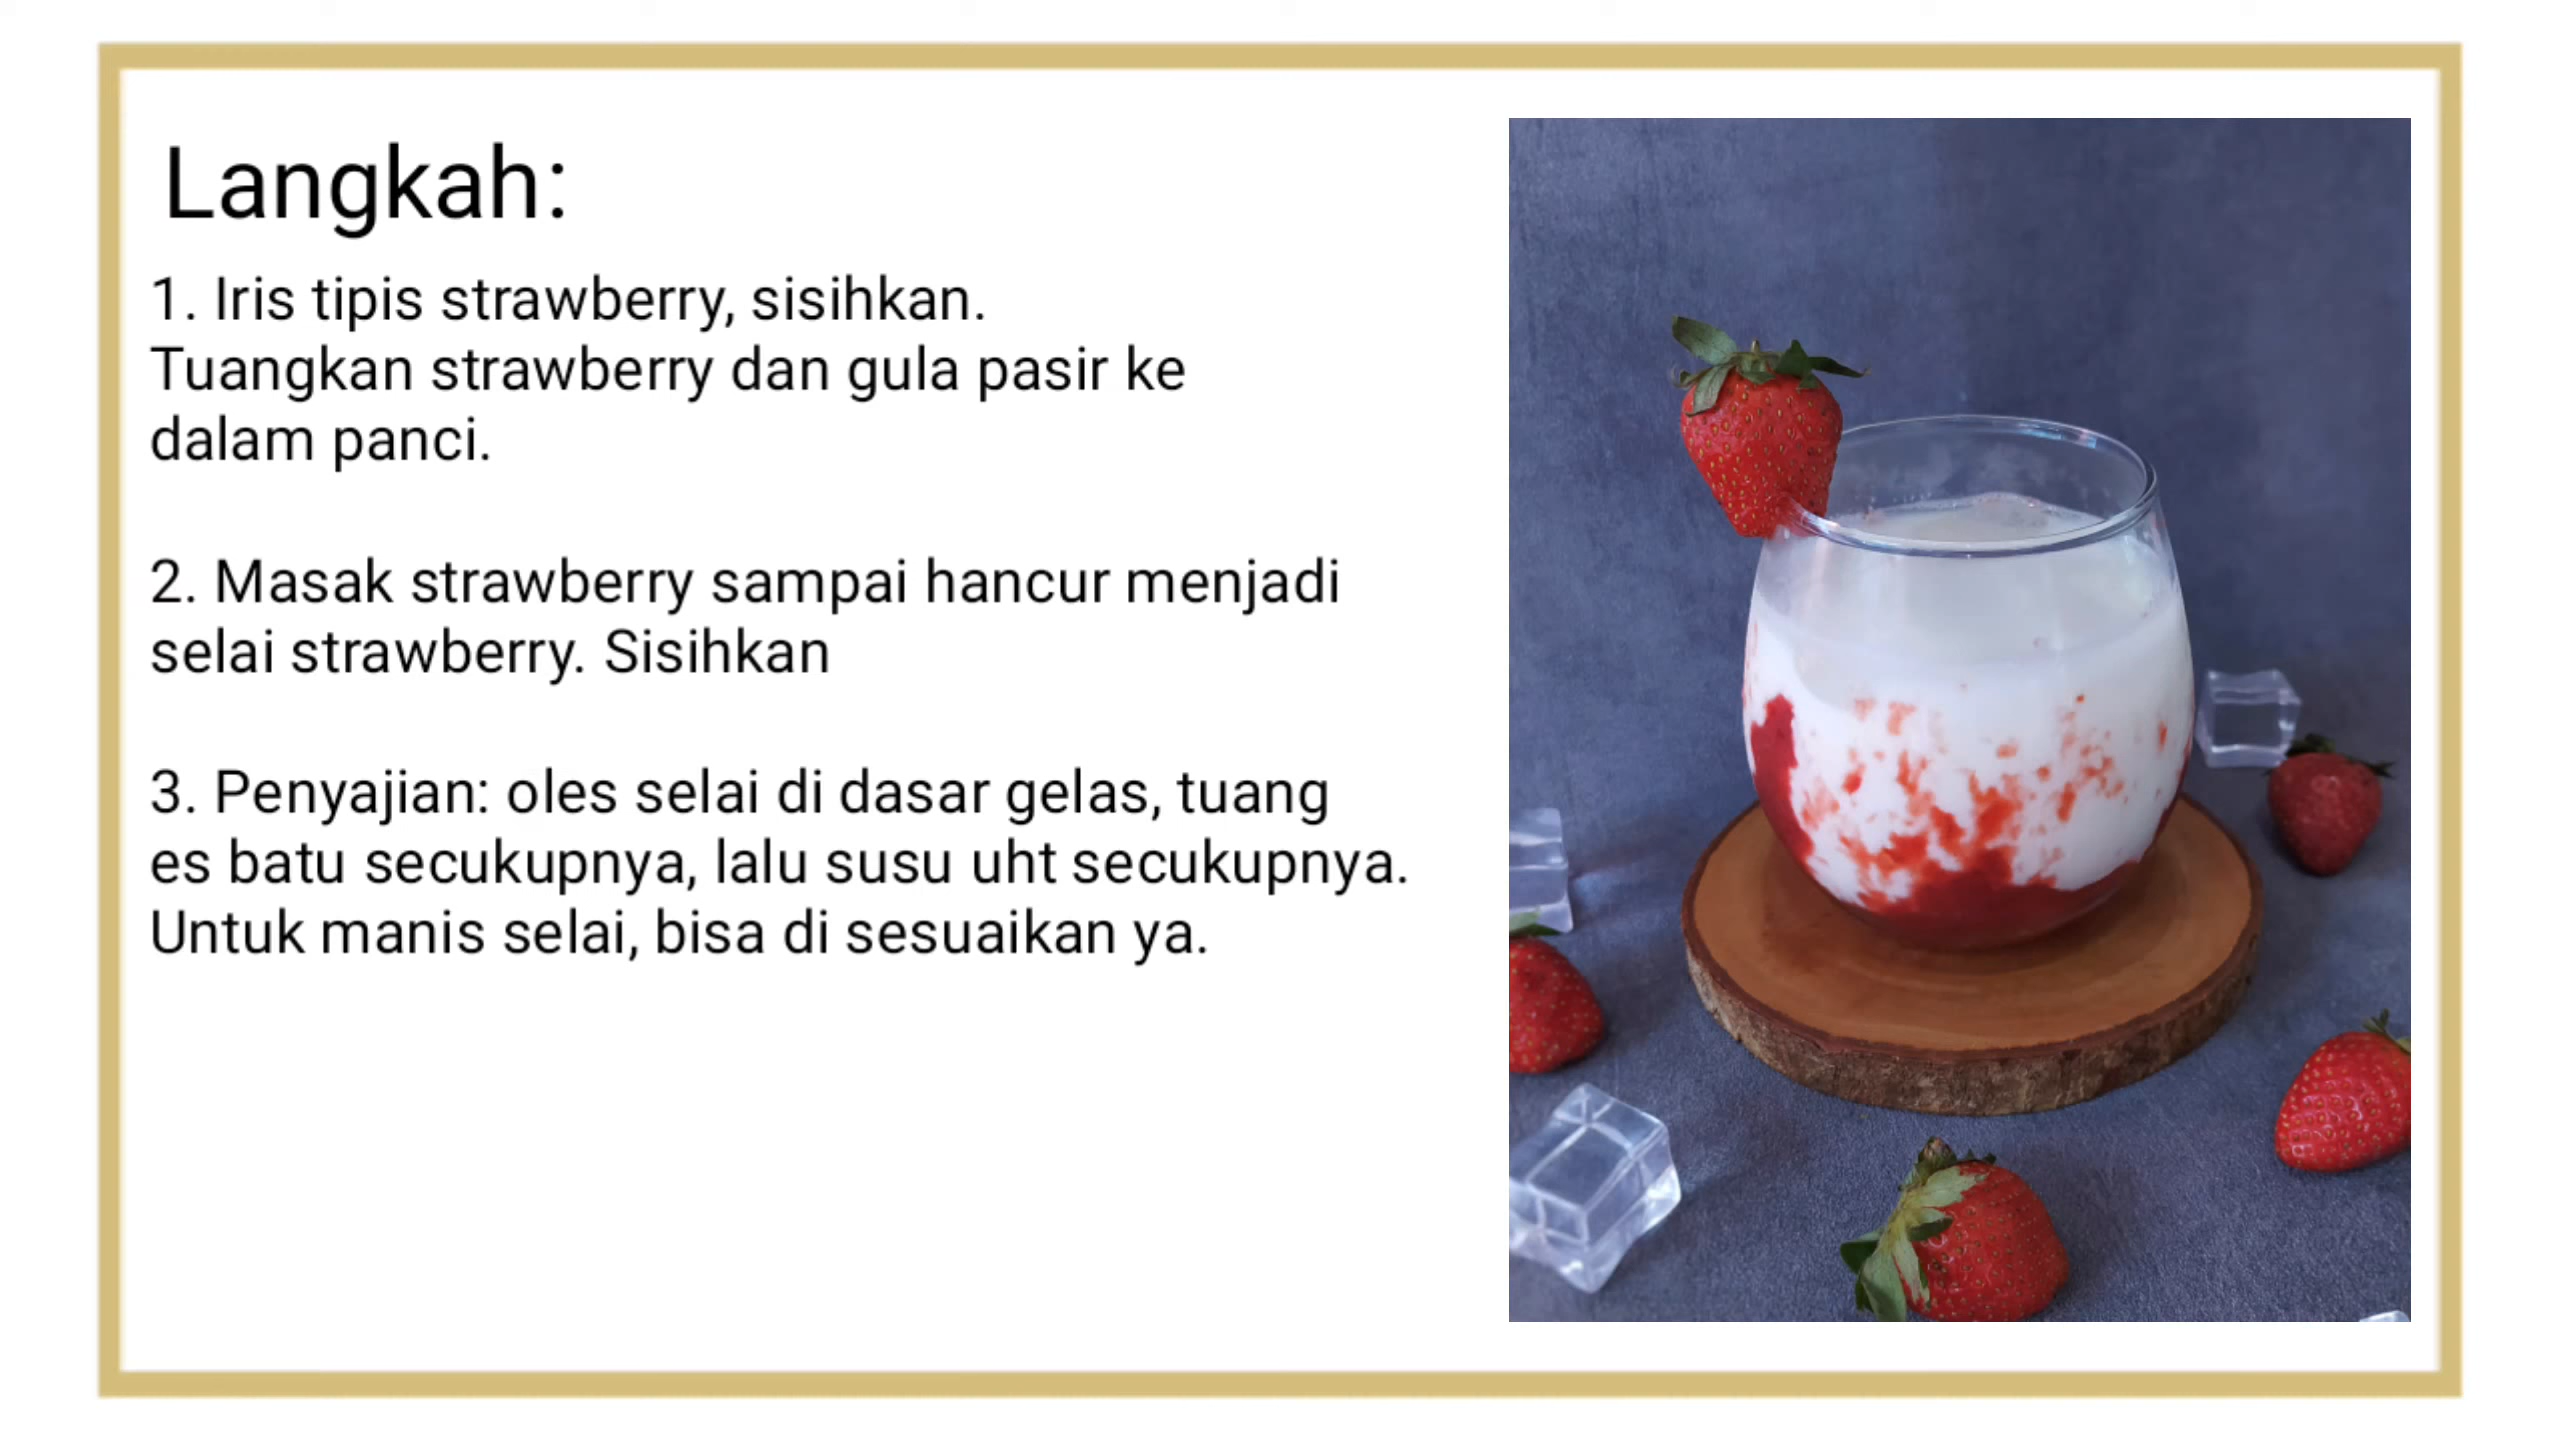 Langkah:
1. Iris tipis strawberry, sisihkan.
Tuangkan strawberry dan gula pasir ke
dalam panci.
2. Masak strawberry sampai hancur menjadi
selai strawberry. Sisihkan
3. Penyajian: oles selai di dasar gelas, tuang
es batu secukupnya, lalu susu uht secukupnya.
Untuk manis selai, bisa di sesuaikan ya.